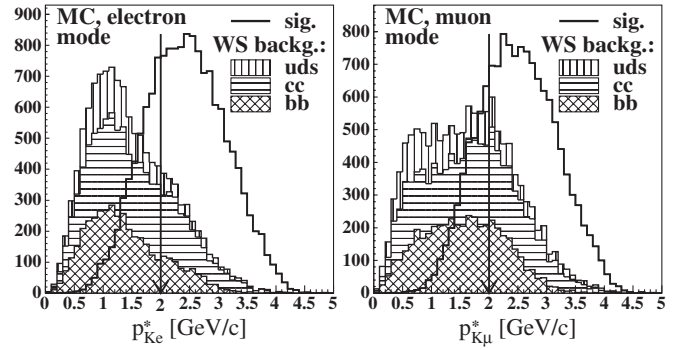 MC, electron mode
sig.
WS backg.:
uds
cc
bb
900
800
700
600
500
400
300
200
100
0
0 0.5 1 1.5 2 2.5 3 3.5 4 4.5 5
p*Ke [GeV/c]
MC, muon mode
sig.
WS backg.:
uds
cc
bb
800
700
600
500
400
300
200
100
0
0 0.5 1 1.5 2 2.5 3 3.5 4 4.5 5
p*Kμ [GeV/c]